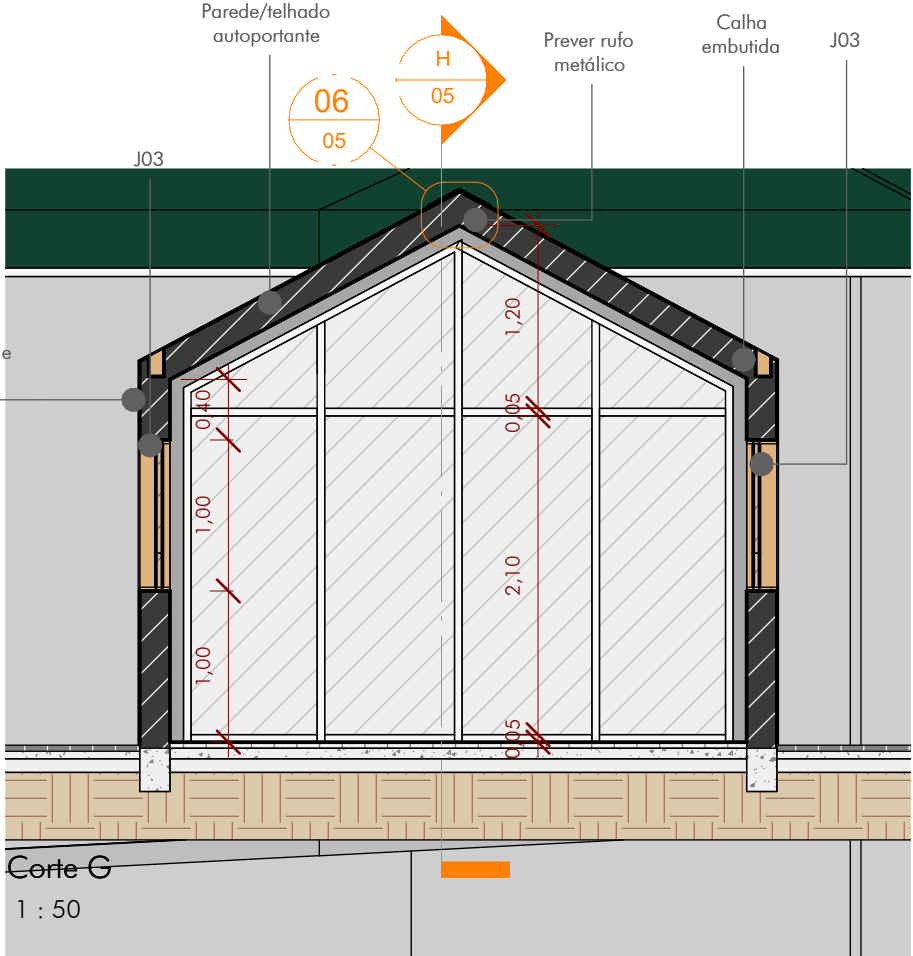 Parede/telhado
autoportante
H
05
Prever rufo
metálico
Calha
embutida
J03
06
05
J03
e
1,20
0,40
0,05
1,00
2,10
1,00
0,05
Corte G
1 : 50